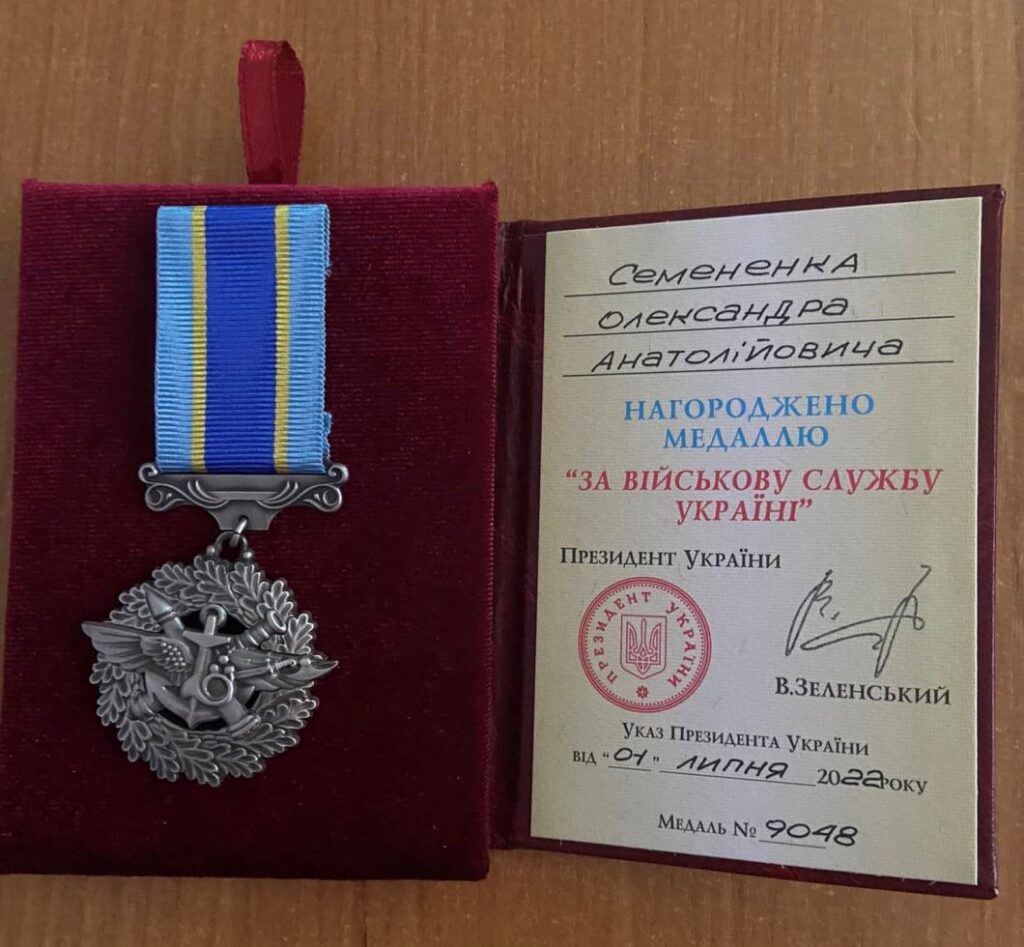 Семененка
Олександра
Анатолійовича
НАГОРОДЖЕНО
МЕДАЛЛЮ
“ЗА ВІЙСЬКОВУ СЛУЖБУ
УКРАЇНІ”
ПРЕЗИДЕНТ УКРАЇНИ
ПРЕЗИДЕНТ УКРАЇНИ
В.ЗЕЛЕНСЬКИЙ
УКАЗ ПРЕЗИДЕНТА УКРАЇНИ
ВІД “01” липня 2022 РОКУ
МЕДАЛЬ № 9048